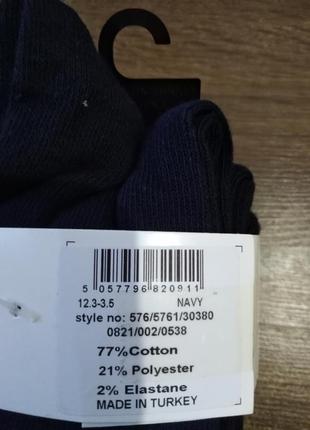 5 057796 820911
12.3-3.5 NAVY
style no: 576/5761/30380
0821/002/0538
77%Cotton
21% Polyester
2% Elastane
MADE IN TURKEY